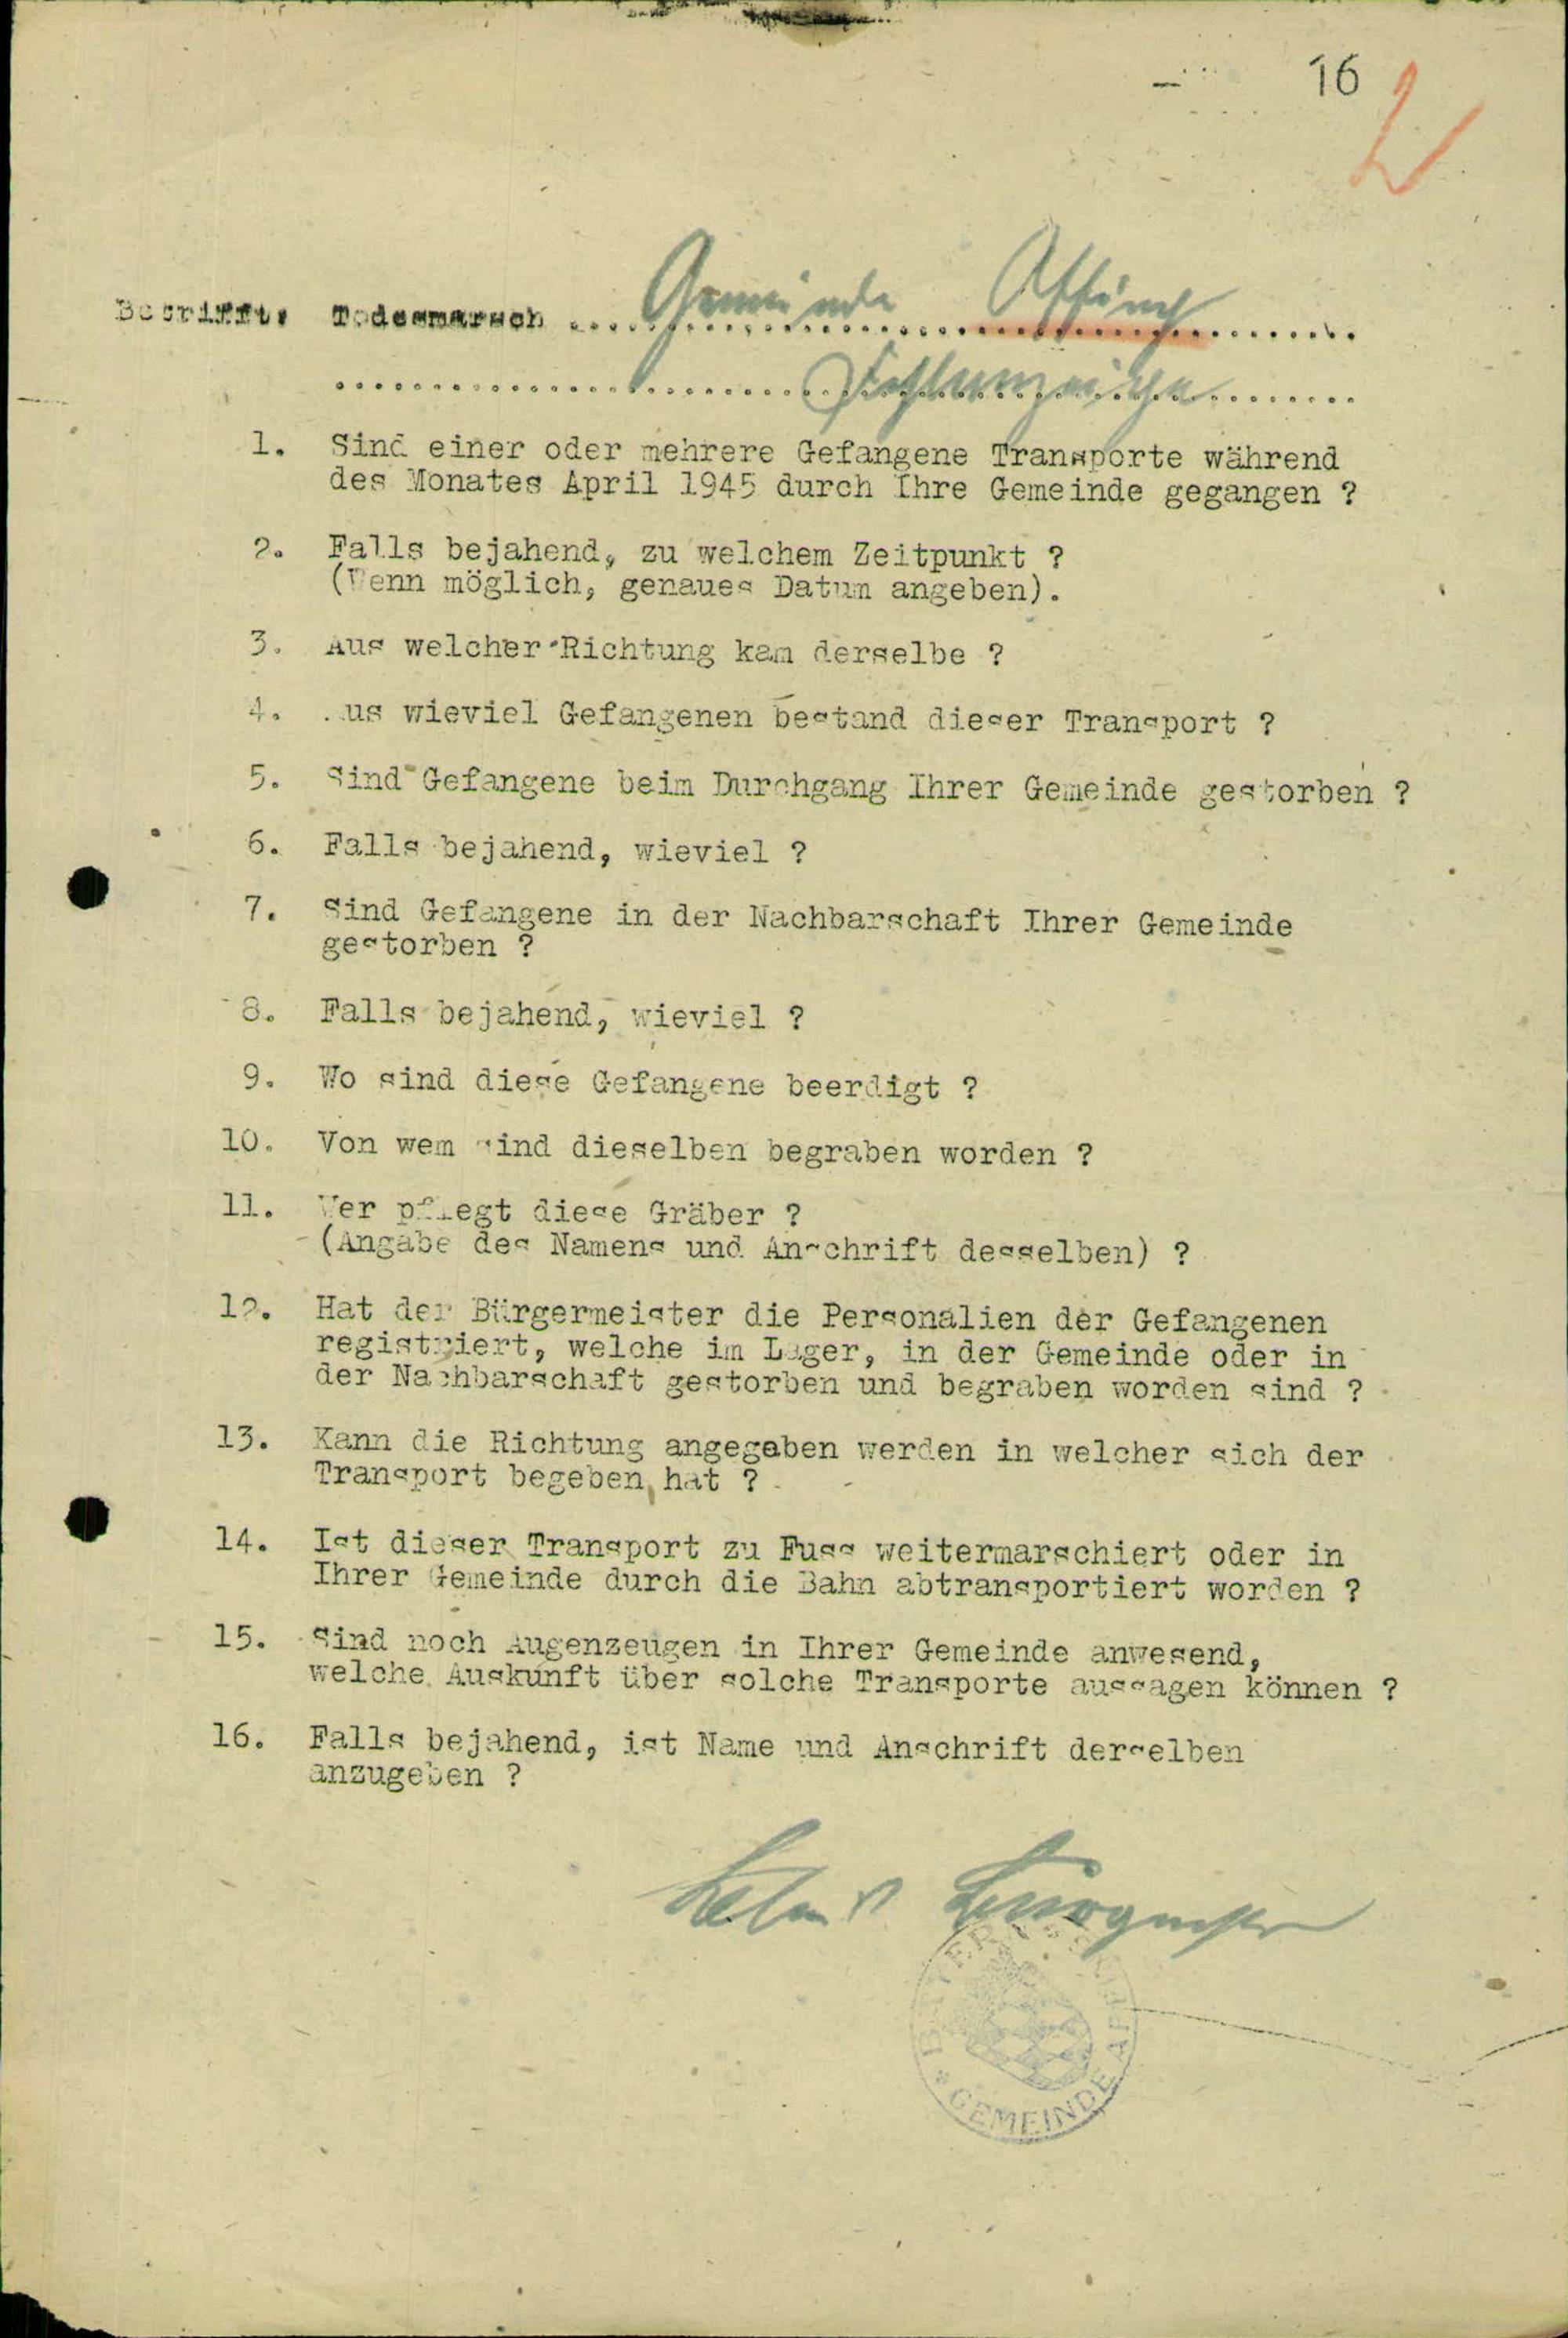 16
2
Betrifft: Todesmarsch Gemeinde Affing
Fehlanzeige
1. Sind einer oder mehrere Gefangene Transporte während
des Monates April 1945 durch Ihre Gemeinde gegangen ?
2. Falls bejahend, zu welchem Zeitpunkt ?
(Wenn möglich, genaues Datum angeben).
3. Aus welcher Richtung kam derselbe ?
4. Aus wieviel Gefangenen bestand dieser Transport ?
5. Sind Gefangene beim Durchgang Ihrer Gemeinde gestorben ?
6. Falls bejahend, wieviel ?
7. Sind Gefangene in der Nachbarschaft Ihrer Gemeinde
gestorben ?
8. Falls bejahend, wieviel ?
9. Wo sind diese Gefangene beerdigt ?
10. Von wem sind dieselben begraben worden ?
11. Wer pflegt diese Gräber ?
(Angabe des Namens und Anschrift desselben) ?
12. Hat der Bürgermeister die Personalien der Gefangenen
registriert, welche im Lager, in der Gemeinde oder in
der Nachbarschaft gestorben und begraben worden sind ?
13. Kann die Richtung angegeben werden in welcher sich der
Transport begeben hat ?
14. Ist dieser Transport zu Fuss weitermarschiert oder in
Ihrer Gemeinde durch die Bahn abtransportiert worden ?
15. Sind noch Augenzeugen in Ihrer Gemeinde anwesend,
welche Auskunft über solche Transporte aussagen können ?
16. Falls bejahend, ist Name und Anschrift derselben
anzugeben ?
Bürgermstr
GEMEINDE AFFING